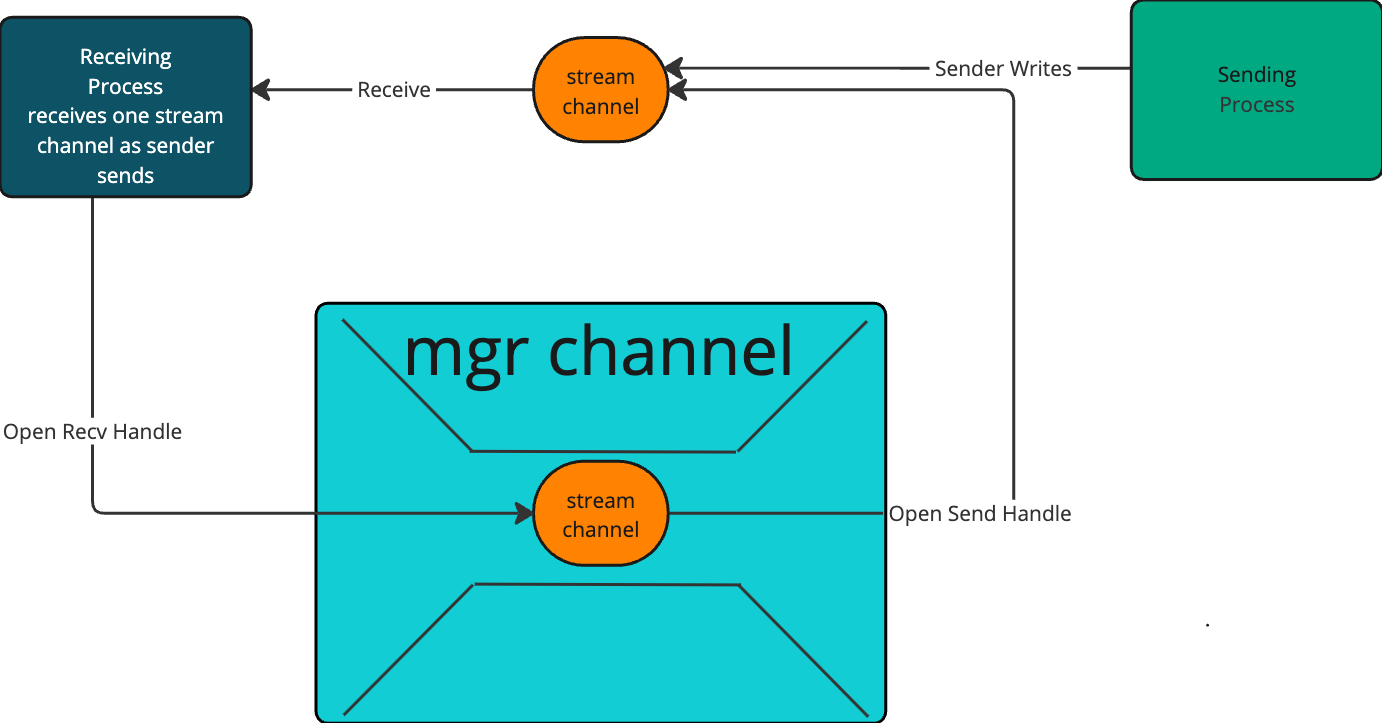 Receiving
Process
receives one stream
channel as sender
sends
Receive
stream
channel
Sender Writes
Sending
Process
mgr channel
Open Recv Handle
stream
channel
Open Send Handle
.